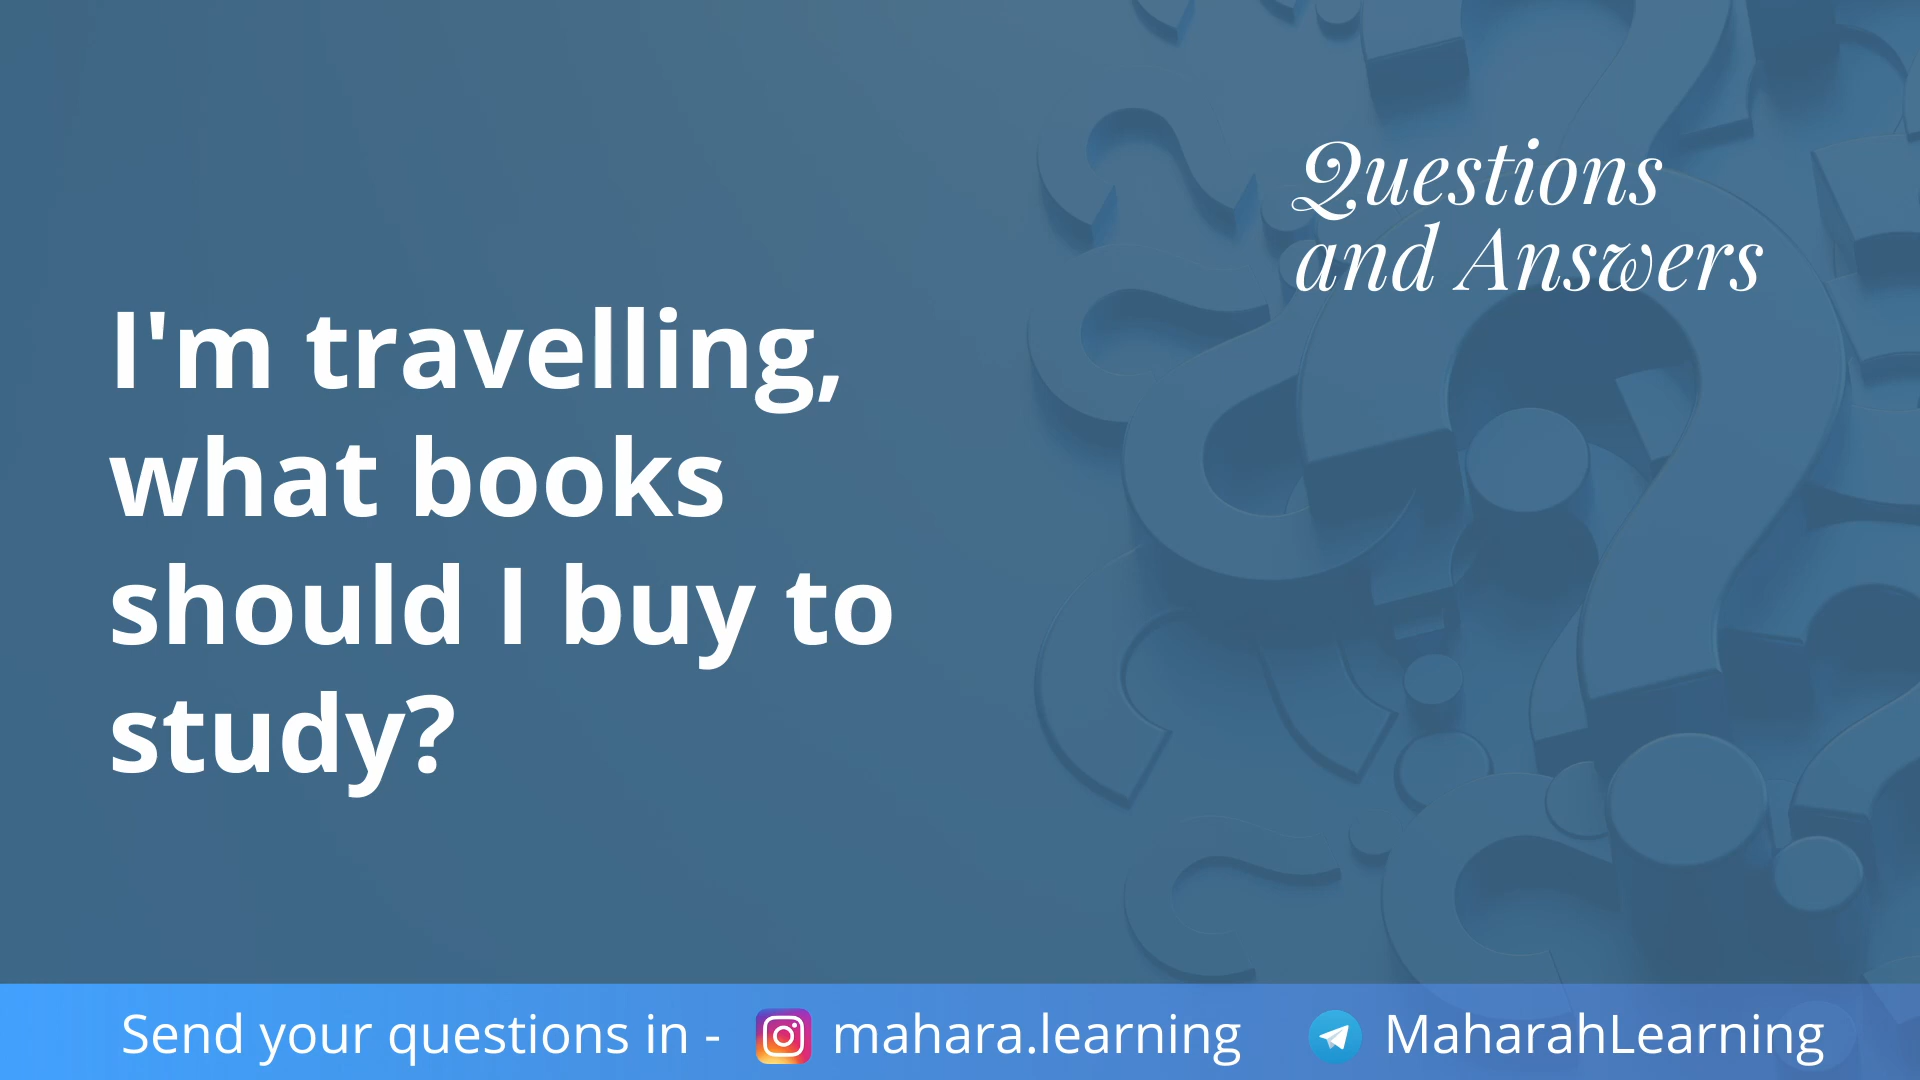 Questions
and Answers
I'm travelling,
what books
should I buy to
study?
Send your questions in - mahara.learning MaharahLearning